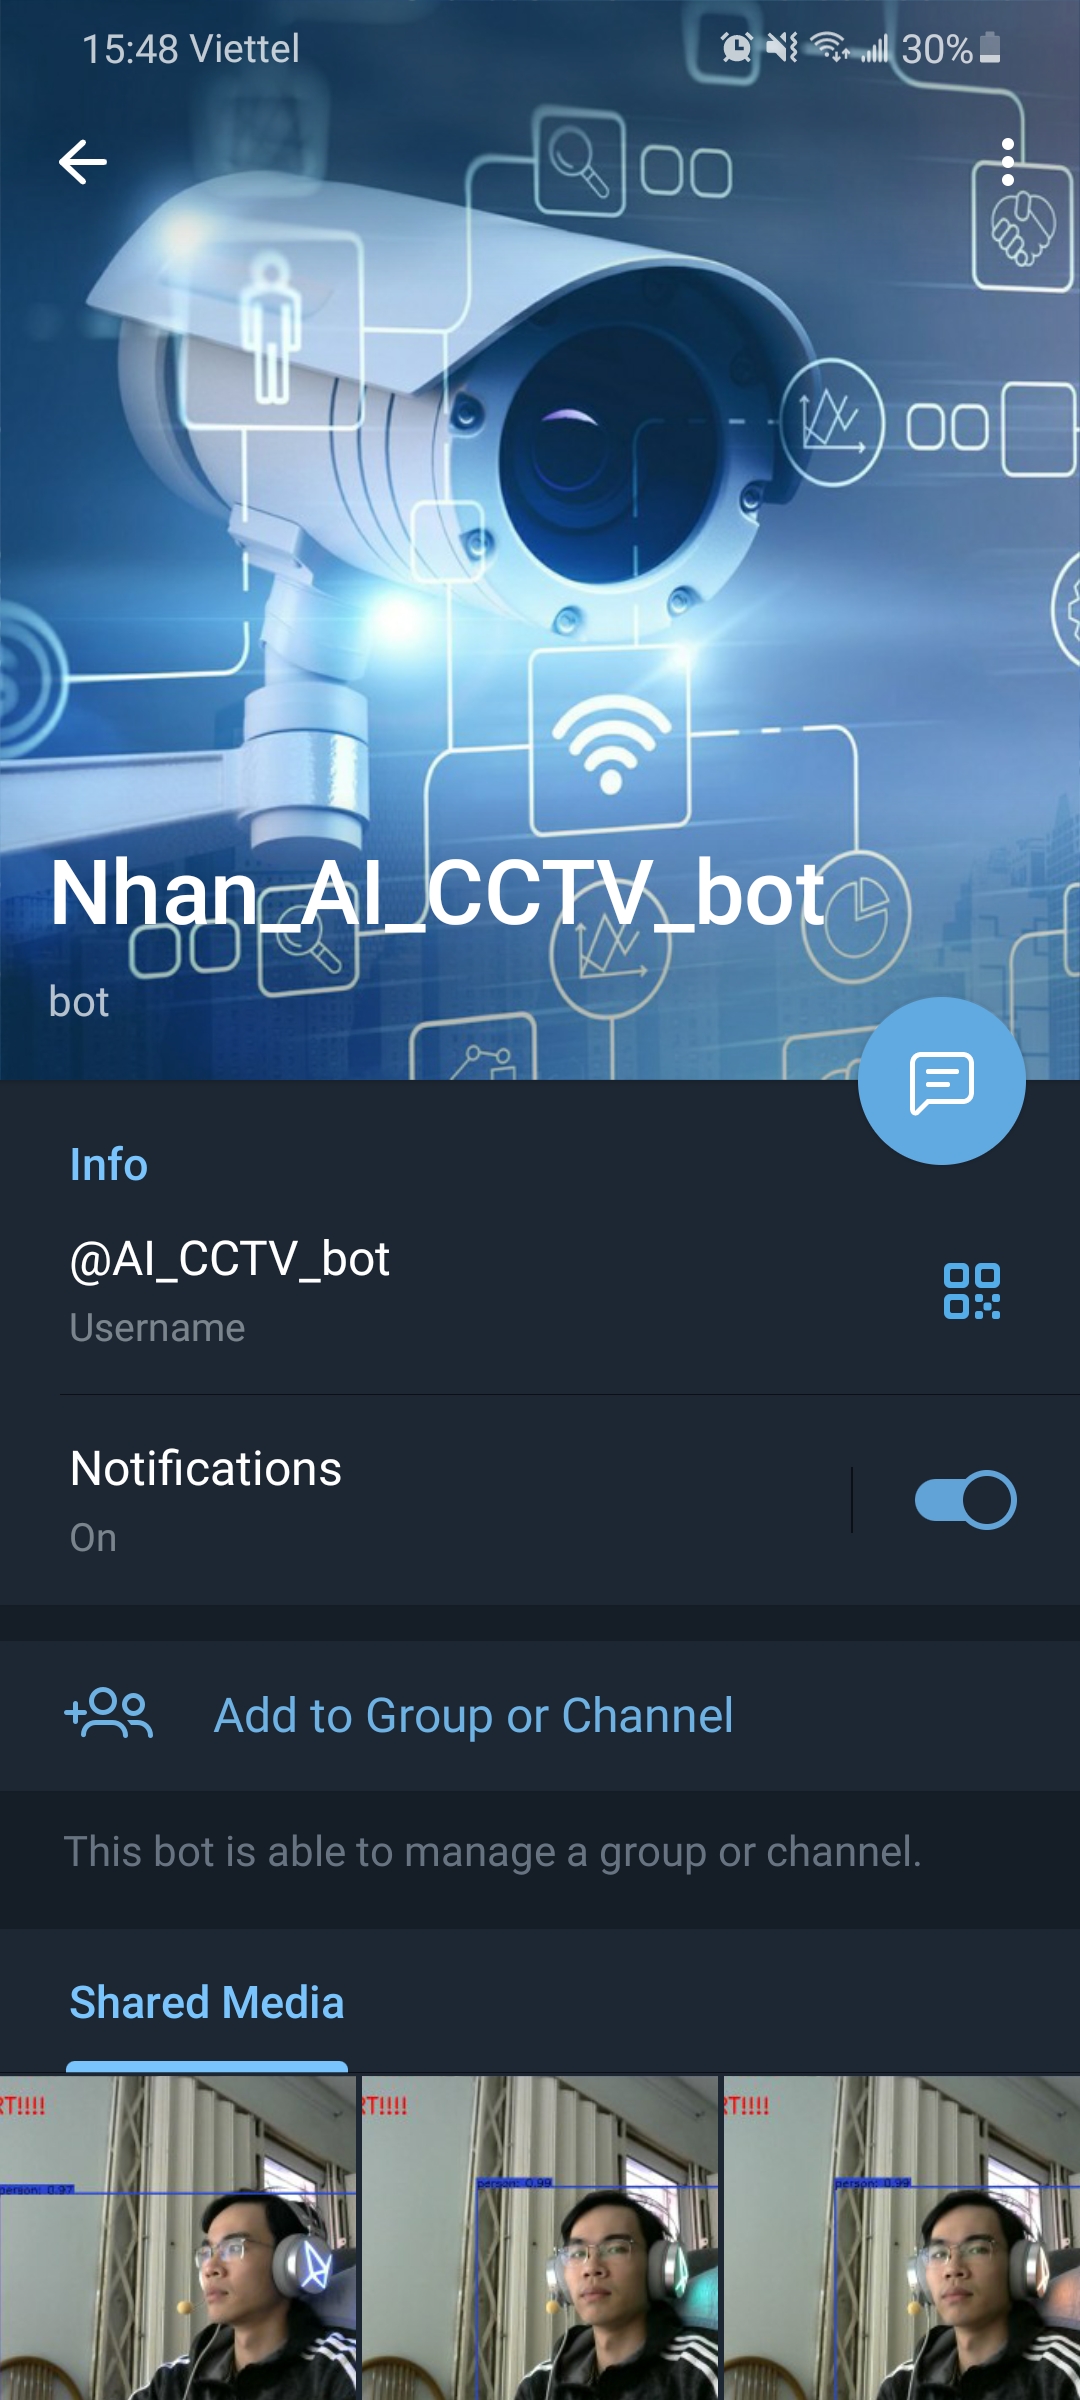 15:48 Viettel 30%
Nhan_AI_CCTV_bot
bot
Info
@AI_CCTV_bot
Username
Notifications
On
Add to Group or Channel
This bot is able to manage a group or channel.
Shared Media
RT!!!! RT!!!! RT!!!!
person: 0.97 person: 0.99 person: 0.99